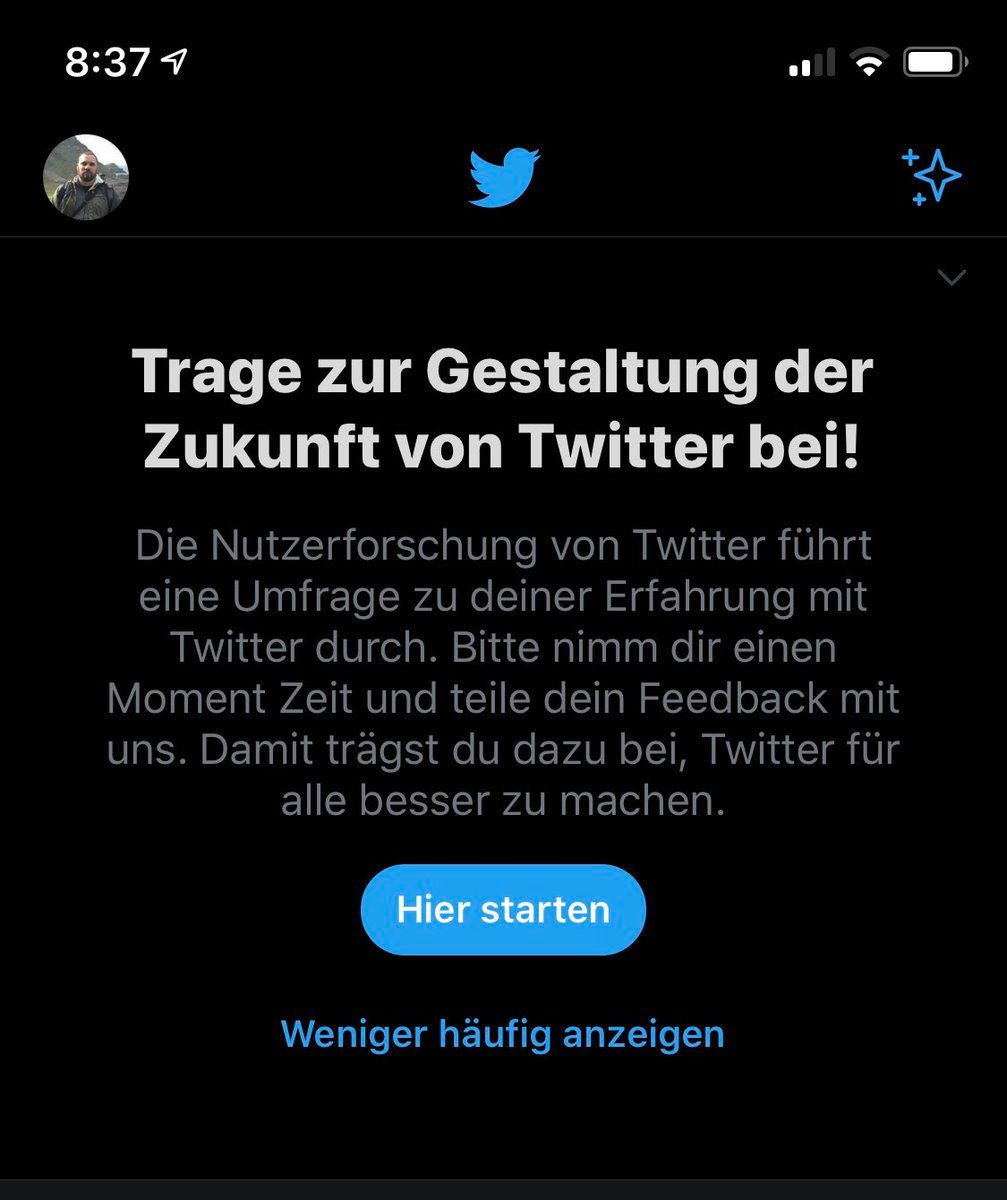 8:37
Trage zur Gestaltung der
Zukunft von Twitter bei!
Die Nutzerforschung von Twitter führt
eine Umfrage zu deiner Erfahrung mit
Twitter durch. Bitte nimm dir einen
Moment Zeit und teile dein Feedback mit
uns. Damit trägst du dazu bei, Twitter für
alle besser zu machen.
Hier starten
Weniger häufig anzeigen